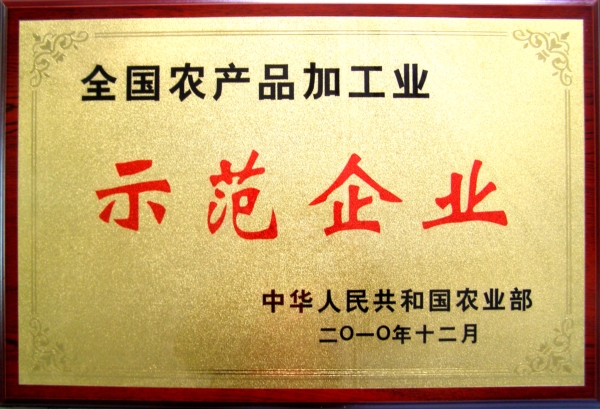 全国农产品加工业
示范企业
中华人民共和国农业部
二〇一〇年十二月